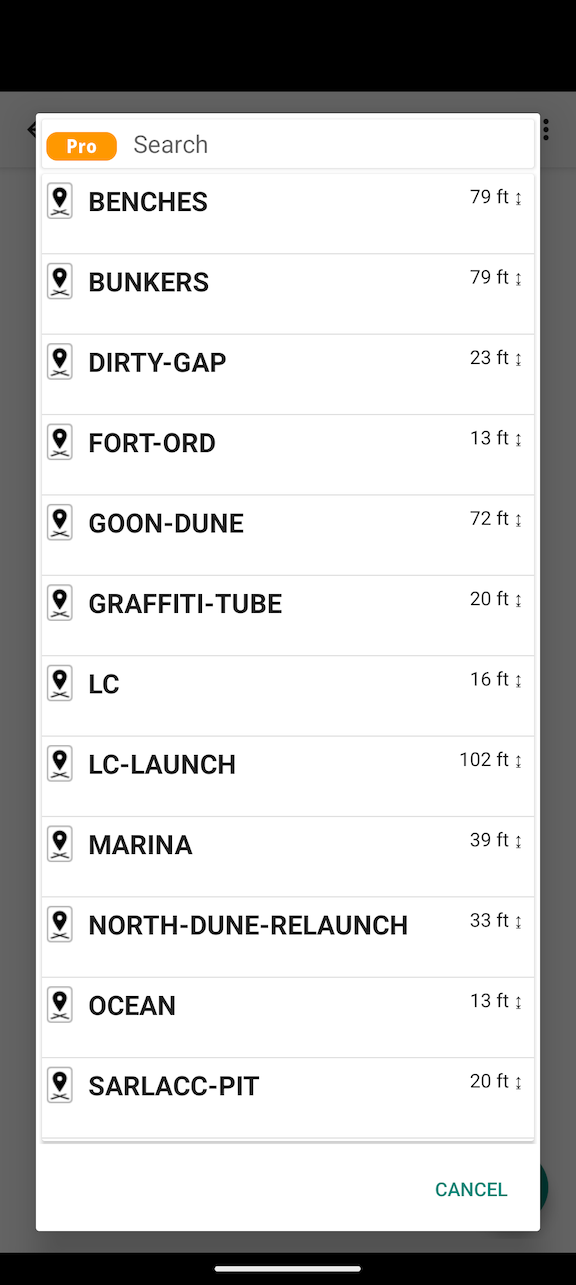 Pro Search
BENCHES 79 ft ↨
BUNKERS 79 ft ↨
DIRTY-GAP 23 ft ↨
FORT-ORD 13 ft ↨
GOON-DUNE 72 ft ↨
GRAFFITI-TUBE 20 ft ↨
LC 16 ft ↨
LC-LAUNCH 102 ft ↨
MARINA 39 ft ↨
NORTH-DUNE-RELAUNCH 33 ft ↨
OCEAN 13 ft ↨
SARLACC-PIT 20 ft ↨
CANCEL